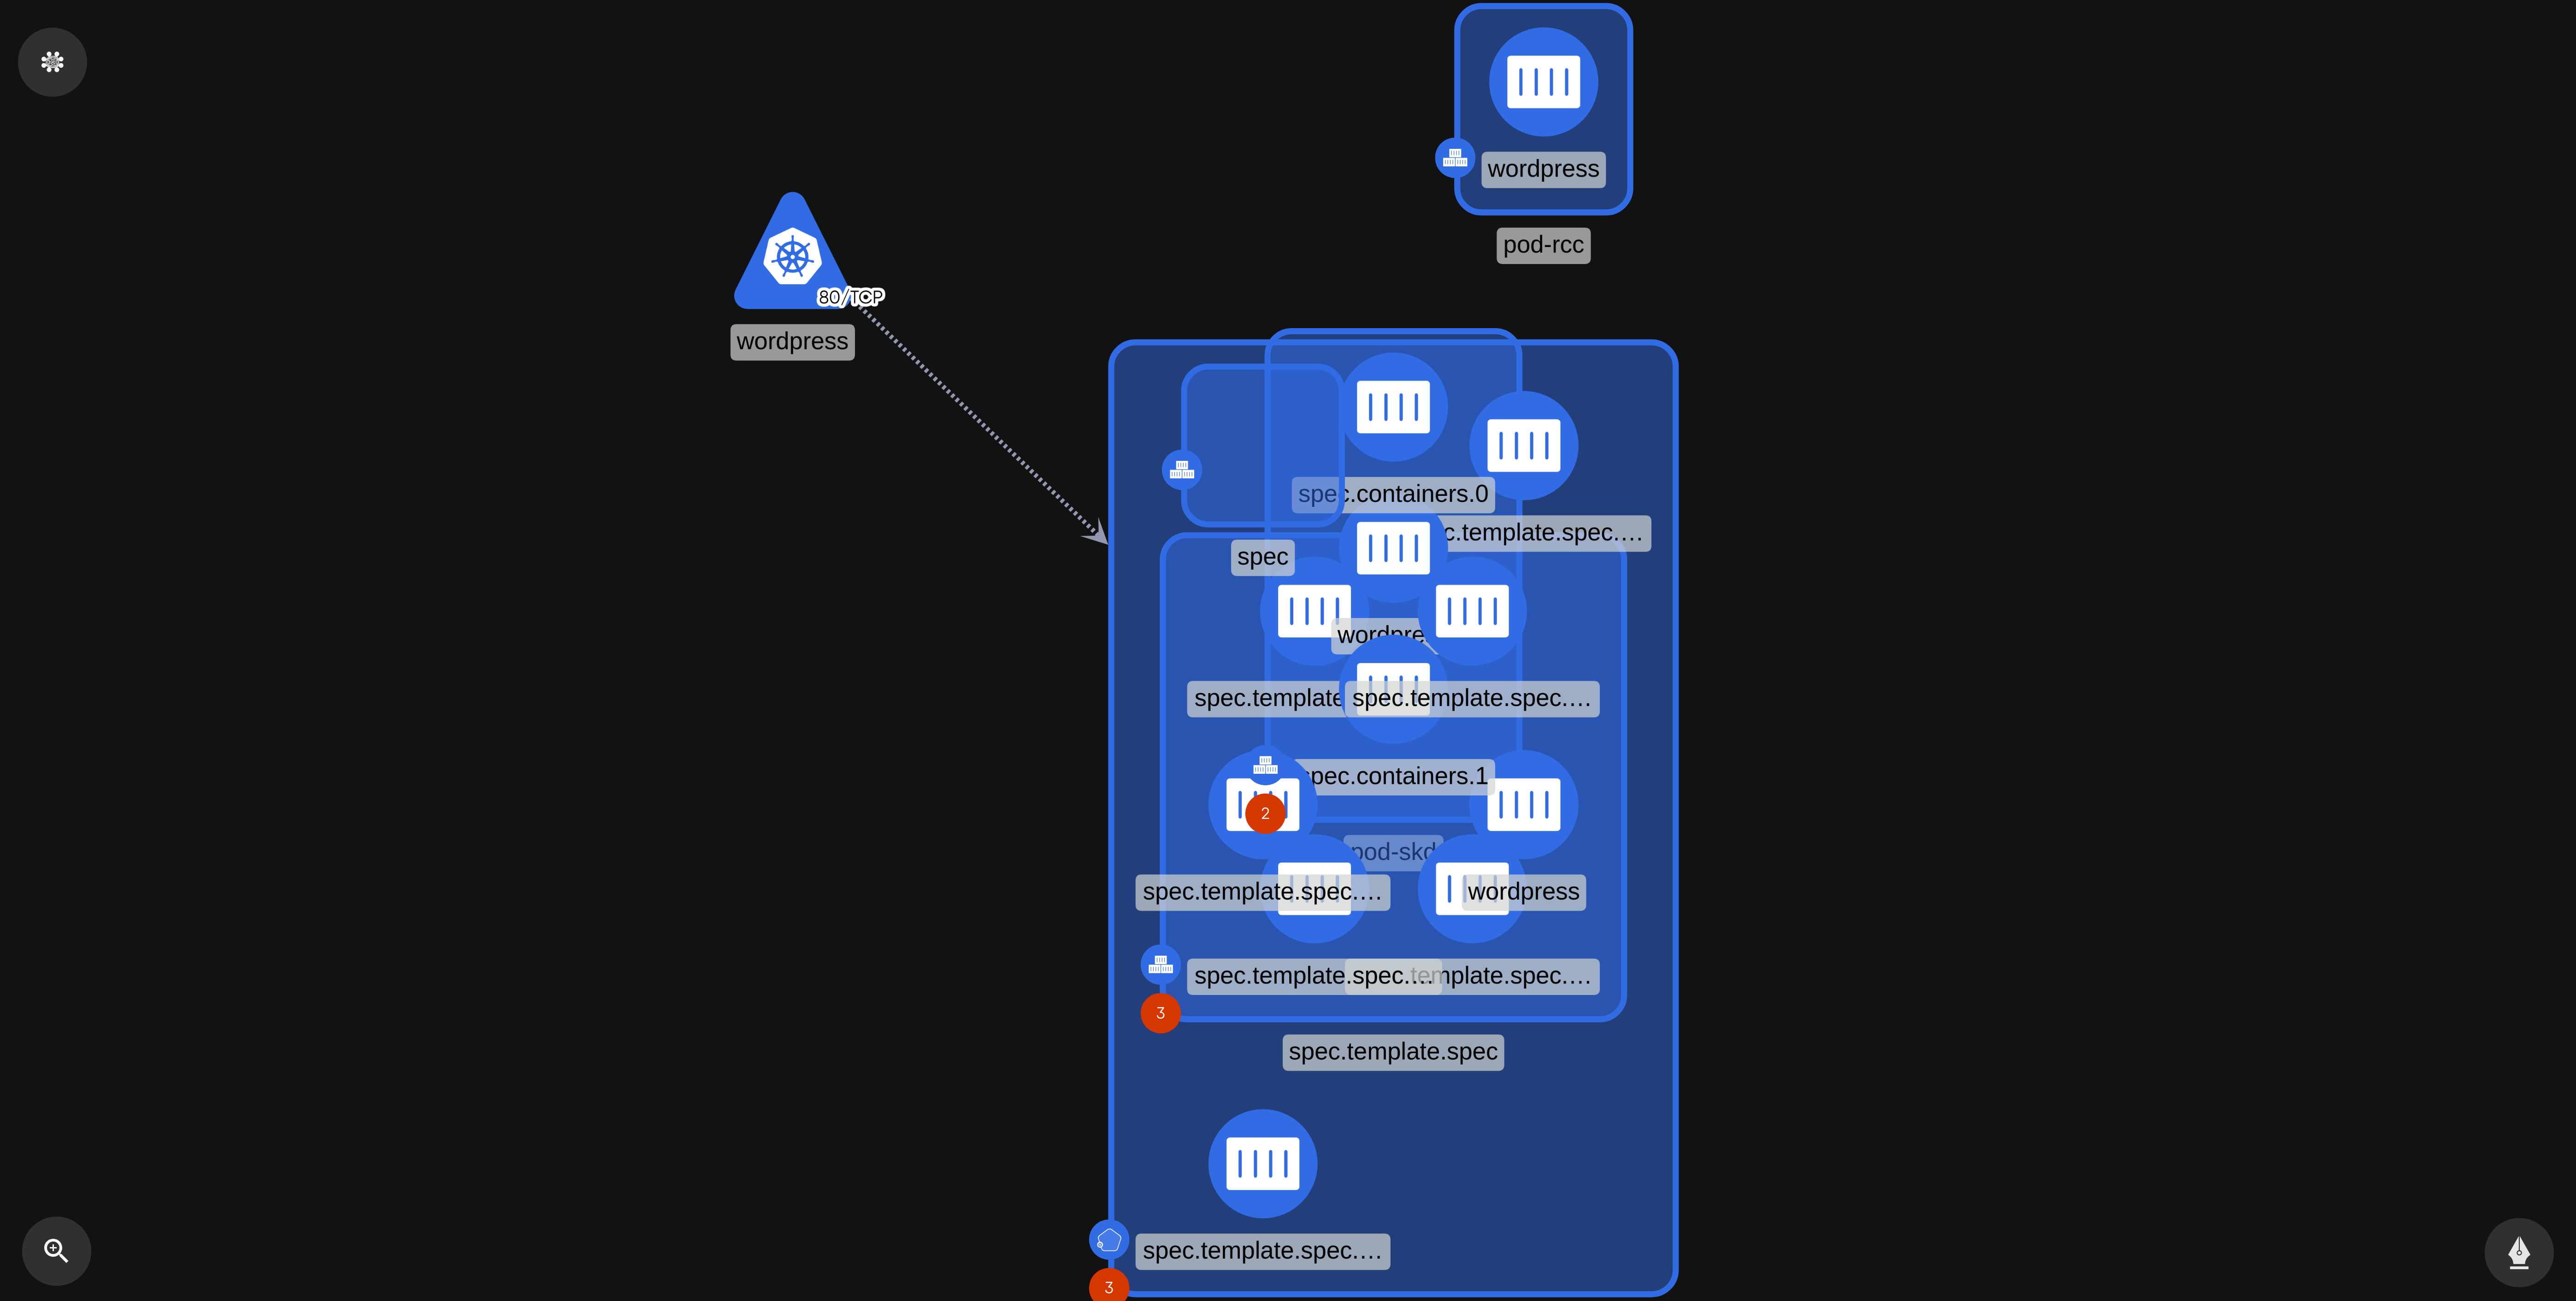 wordpress
pod-rcc
80/TCP
wordpress
spec.containers.0
c.template.spec....
spec
wordpre
spec.template
spec.template.spec....
spec.containers.1
2
pod-skd
spec.template.spec....
wordpress
spec.template.spec....
mplate.spec....
3
spec.template.spec
spec.template.spec....
3